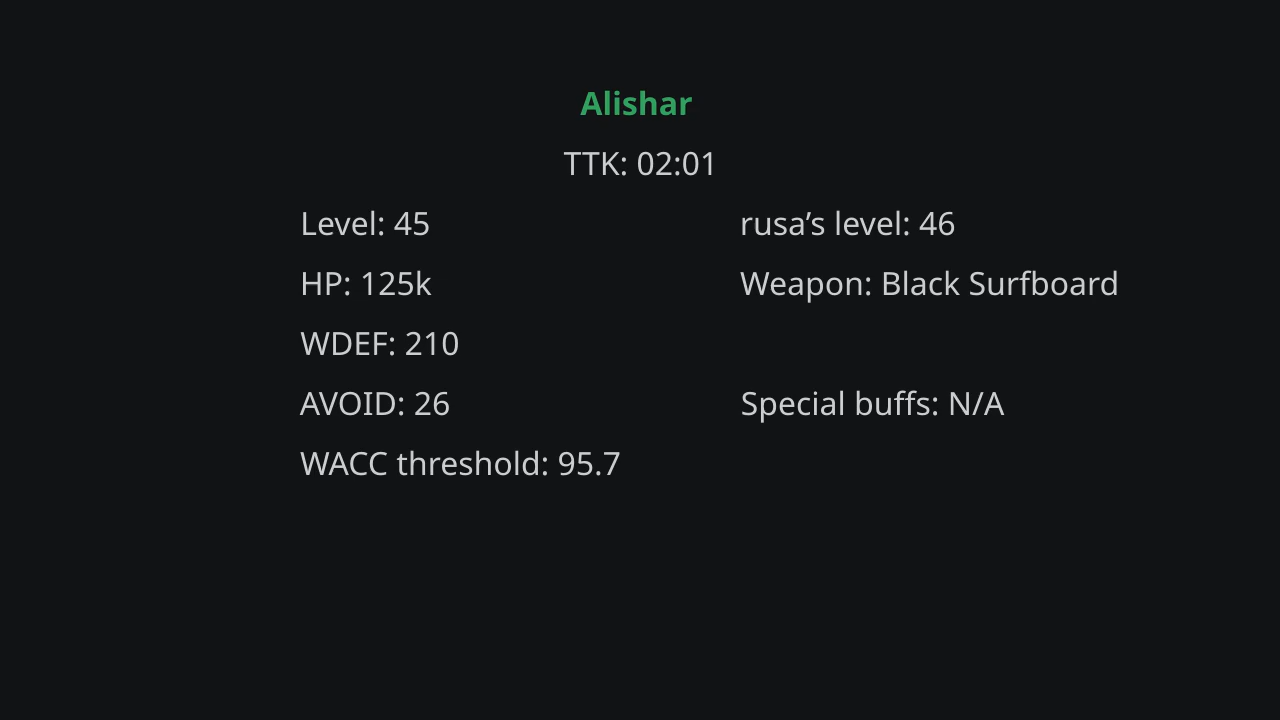 Alishar
TTK: 02:01
Level: 45
rusa’s level: 46
HP: 125k
Weapon: Black Surfboard
WDEF: 210
AVOID: 26
Special buffs: N/A
WACC threshold: 95.7